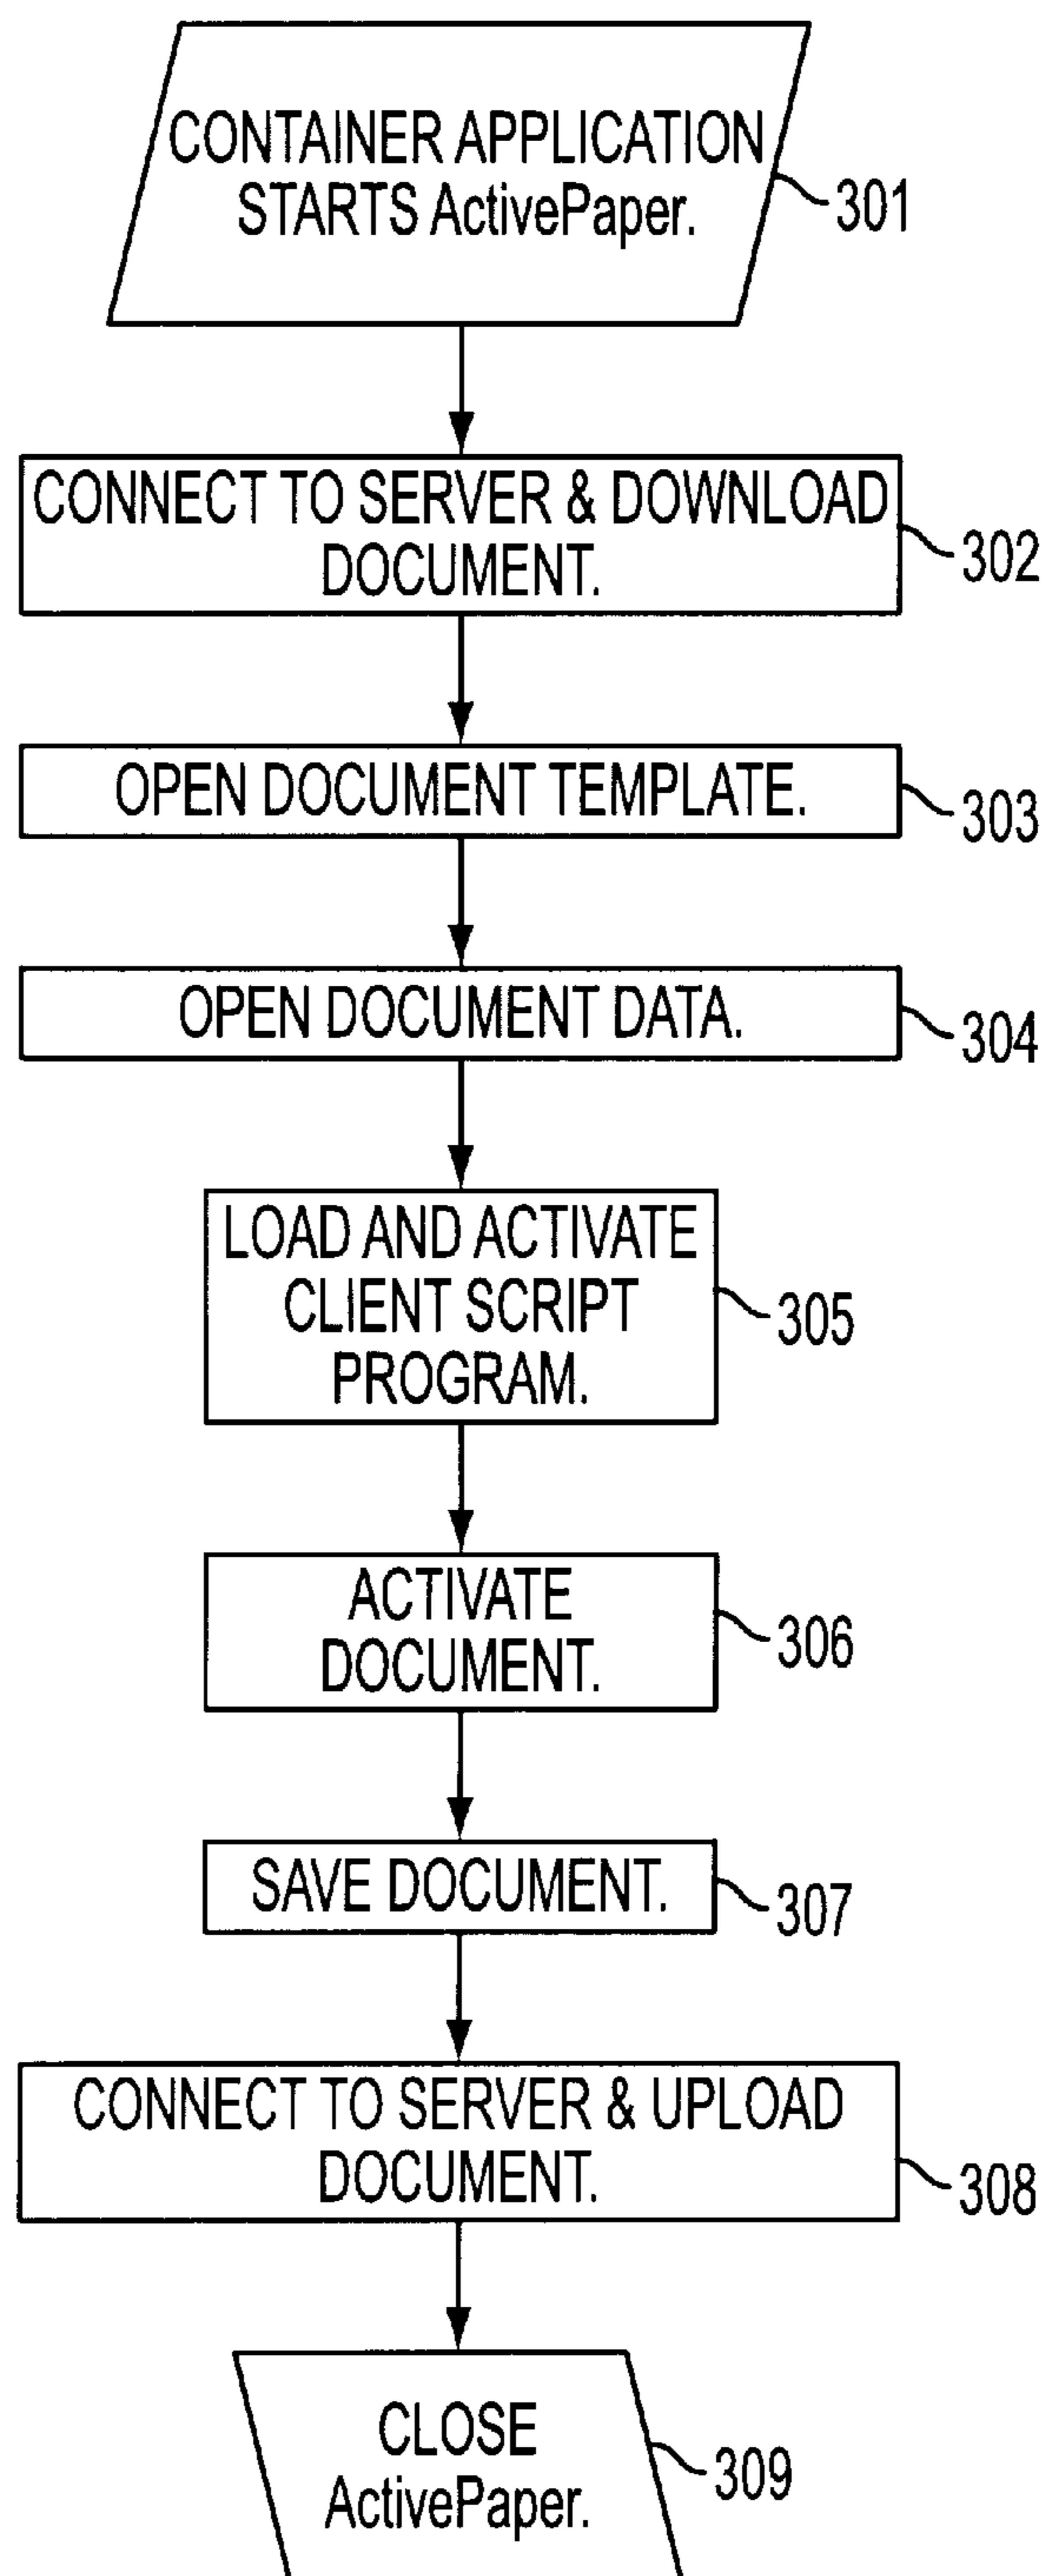 CONTAINER APPLICATION
STARTS ActivePaper.
301
CONNECT TO SERVER & DOWNLOAD
DOCUMENT.
302
OPEN DOCUMENT TEMPLATE.
303
OPEN DOCUMENT DATA.
304
LOAD AND ACTIVATE
CLIENT SCRIPT
PROGRAM.
305
ACTIVATE
DOCUMENT.
306
SAVE DOCUMENT.
307
CONNECT TO SERVER & UPLOAD
DOCUMENT.
308
CLOSE
ActivePaper.
309